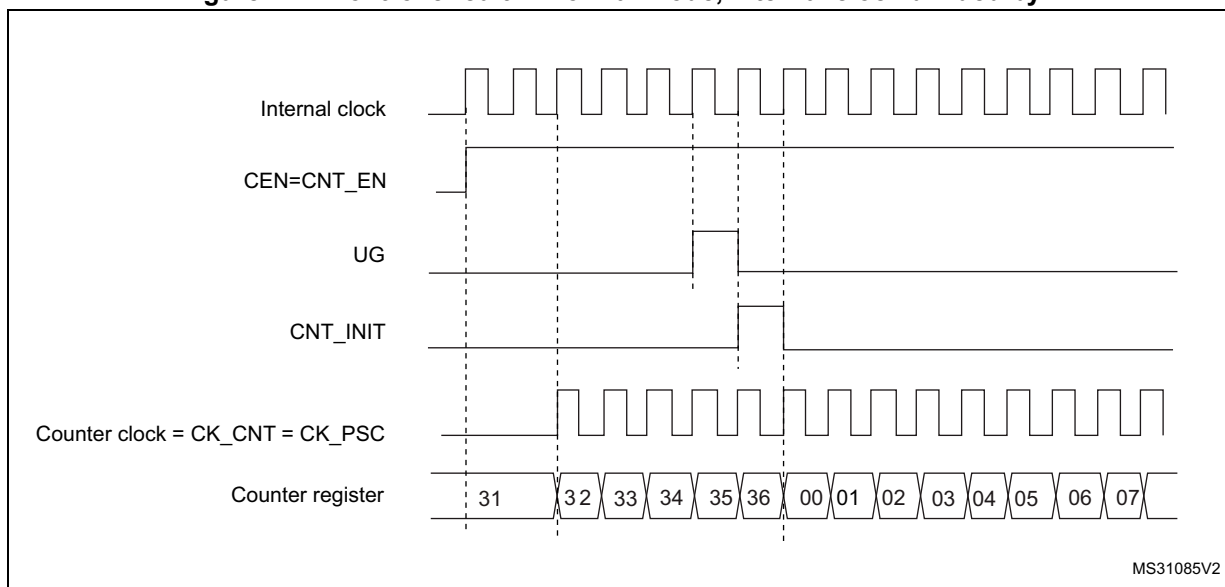 Internal clock
CEN=CNT_EN
UG
CNT_INIT
Counter clock = CK_CNT = CK_PSC
Counter register 31 32 33 34 35 36 00 01 02 03 04 05 06 07
MS31085V2